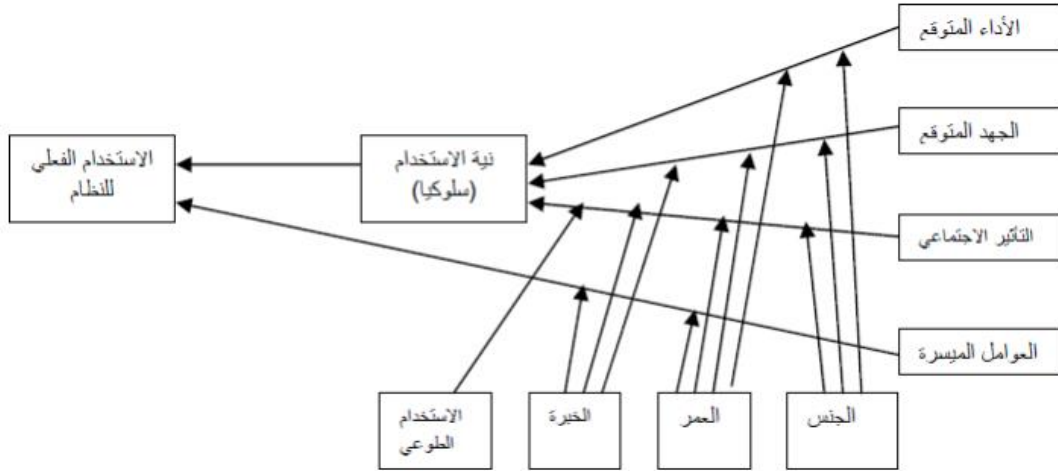 الأداء المتوقع
الجهد المتوقع
نية الاستخدام
(سلوكيا)
الاستخدام الفعلي
للنظام
التأثير الاجتماعي
العوامل الميسرة
الجنس
العمر
الخبرة
الاستخدام
الطوعي